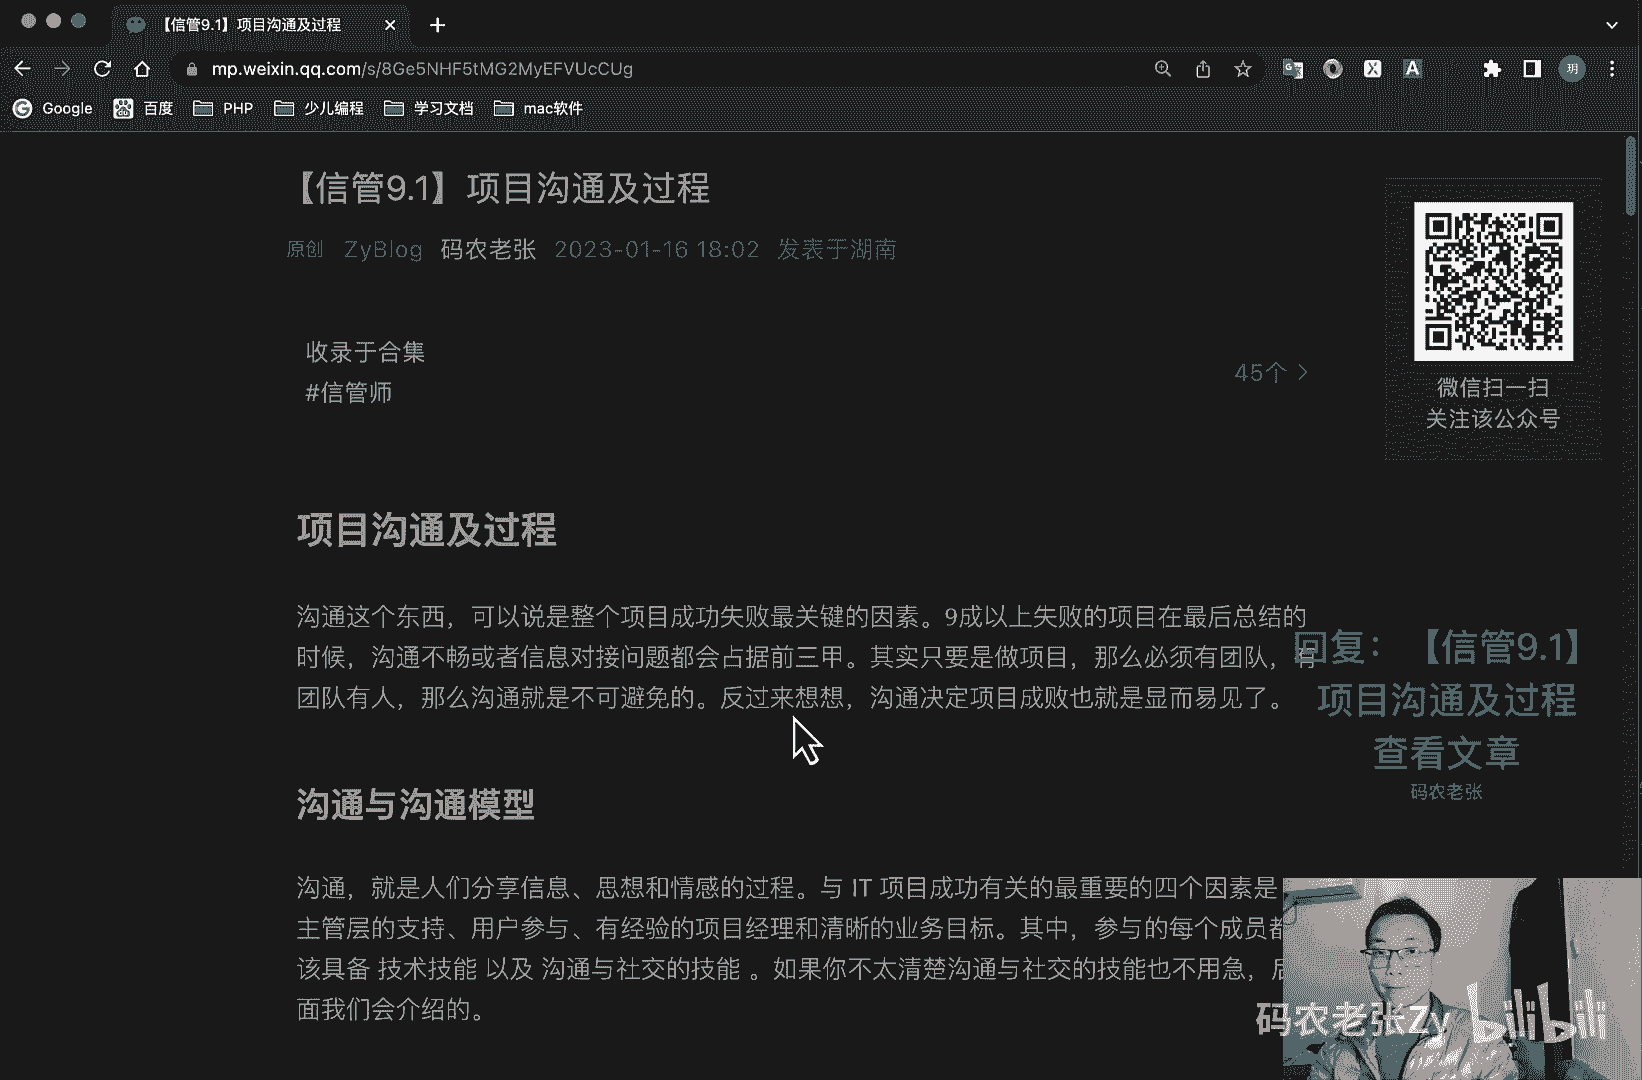 【信管9.1】项目沟通及过程
mp.weixin.qq.com/s/8Ge5NHF5tMG2MyEFVUcCUg
玥
Google 百度 PHP 少儿编程 学习文档 mac软件
【信管9.1】项目沟通及过程
原创 ZyBlog 码农老张 2023-01-16 18:02 发表于湖南
收录于合集
#信管师
45个
微信扫一扫
关注该公众号
项目沟通及过程
沟通这个东西，可以说是整个项目成功失败最关键的因素。9成以上失败的项目在最后总结的
时候，沟通不畅或者信息对接问题都会占据前三甲。其实只要是做项目，那么必须有团队，有
团队有人，那么沟通就是不可避免的。反过来想想，沟通决定项目成败也就是显而易见了。
回复：【信管9.1】
项目沟通及过程
查看文章
码农老张
沟通与沟通模型
沟通，就是人们分享信息、思想和情感的过程。与 IT 项目成功有关的最重要的四个因素是
主管层的支持、用户参与、有经验的项目经理和清晰的业务目标。其中，参与的每个成员都
该具备 技术技能 以及 沟通与社交的技能 。如果你不太清楚沟通与社交的技能也不用急，后
面我们会介绍的。
码农老张Zy bilibili